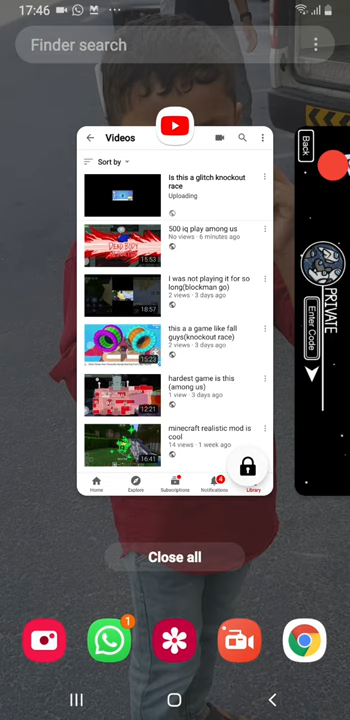 17:46
Finder search
Videos
Sort by
Is this a glitch knockout
race
Uploading
500 iq play among us
No views · 6 minutes ago
DEAD BODY
15:53
I was not playing it for so
long(blockman go)
2 views · 3 days ago
18:57
this a a game like fall
guys(knockout race)
2 views · 3 days ago
15:23
hardest game is this
(among us)
1 view · 3 days ago
12:21
minecraft realistic mod is
cool
14 views · 1 week ago
16:41
Home
Explore
Subscriptions
4
Notifications
Library
Back
PRIVATE
Enter Code
Close all
1